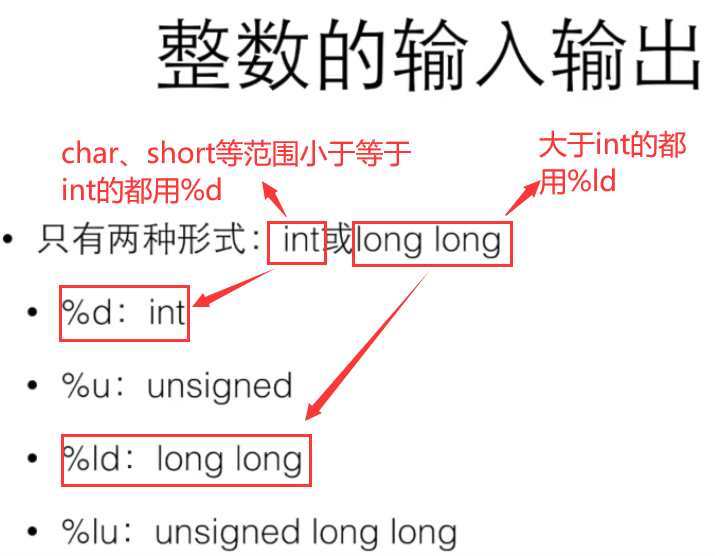 整数的输入输出
char、short等范围小于等于
int的都用%d
大于int的都
用%ld
• 只有两种形式：int或long long
• %d：int
• %u：unsigned
• %ld：long long
• %lu：unsigned long long